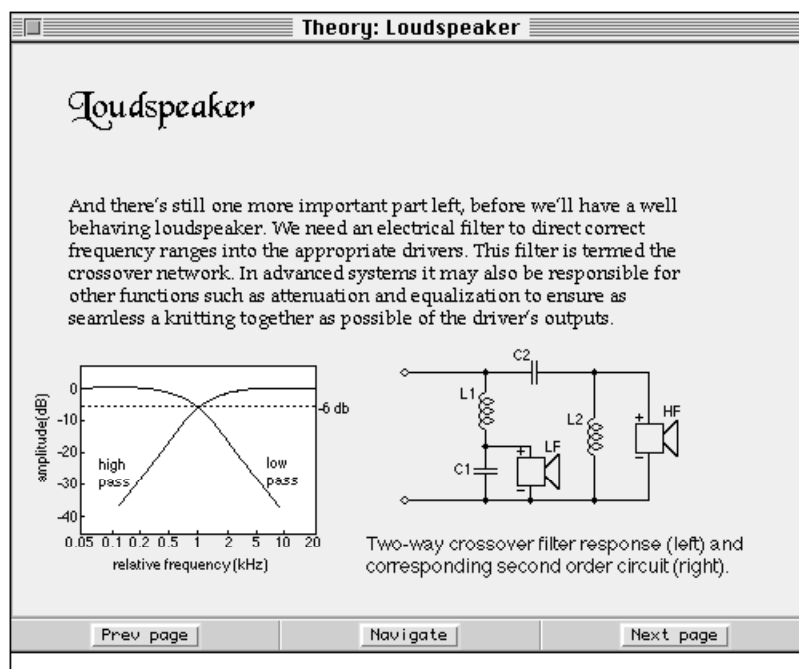 Theory: Loudspeaker
Loudspeaker
And there's still one more important part left, before we'll have a well
behaving loudspeaker. We need an electrical filter to direct correct
frequency ranges into the appropriate drivers. This filter is termed the
crossover network. In advanced systems it may also be responsible for
other functions such as attenuation and equalization to ensure as
seamless a knitting together as possible of the driver's outputs.
amplitude(dB)
0
-10
-20
-30
-40
-6 db
high
pass
low
pass
0.05 0.1 0.2 0.5 1 2 5 10 20
relative frequency (kHz)
C2
L1
L2
HF
LF
C1
+
−
+
−
Two-way crossover filter response (left) and
corresponding second order circuit (right).
Prev page Navigate Next page